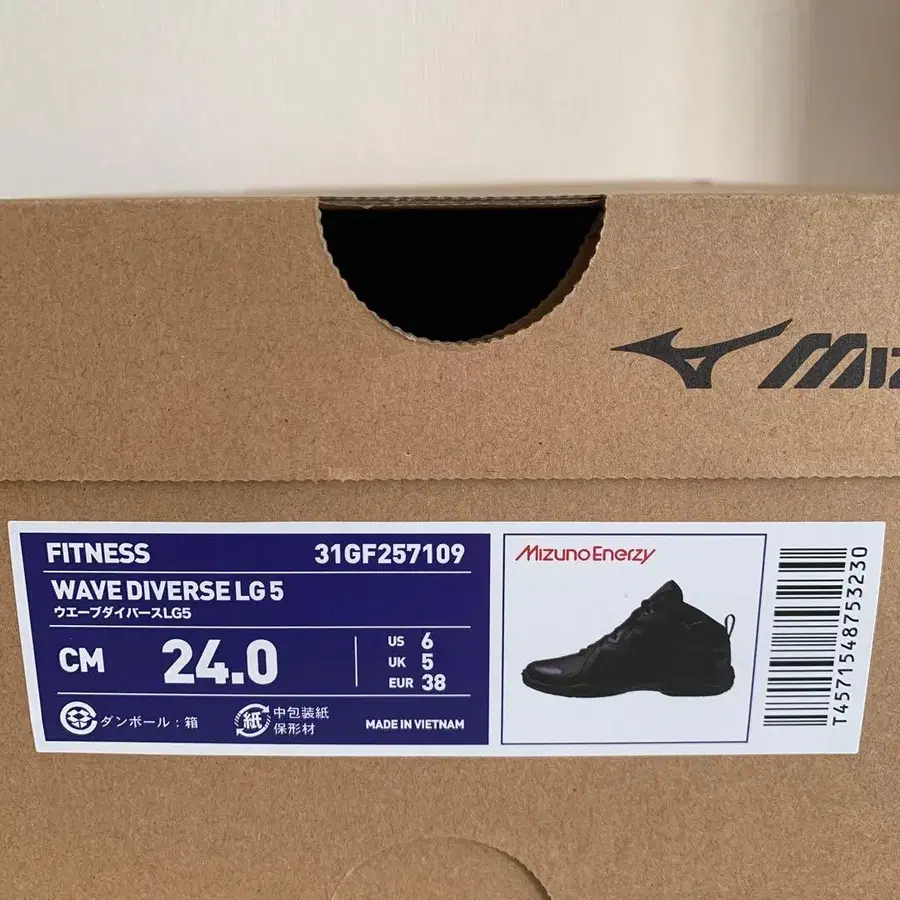 MIZ
FITNESS 31GF257109
WAVE DIVERSE LG 5
ウエーブダイバースLG5
CM 24.0
US 6
UK 5
EUR 38
ダンボール：箱
紙 中包装紙
保形材
MADE IN VIETNAM
MizunoEnerzy
T4571548753230